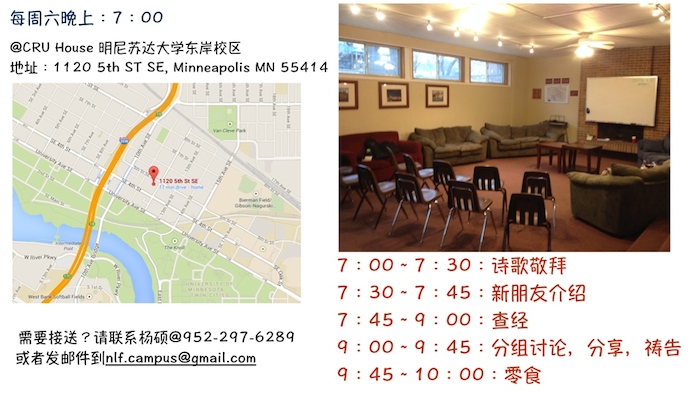 每周六晚上：7：00
@CRU House 明尼苏达大学东岸校区
地址：1120 5th ST SE, Minneapolis MN 55414
Van Cleve Park
1120 5th St SE
University Ave SE
Bierman Field/
Gibson-Nagurski
The Knoll
W River Pkwy
West Bank Softball Fields
需要接送？请联系杨硕@952-297-6289
或者发邮件到nlf.campus@gmail.com
7：00~7：30：诗歌敬拜
7：30~7：45：新朋友介绍
7：45~9：00：查经
9：00~9：45：分组讨论，分享，祷告
9：45~10：00：零食